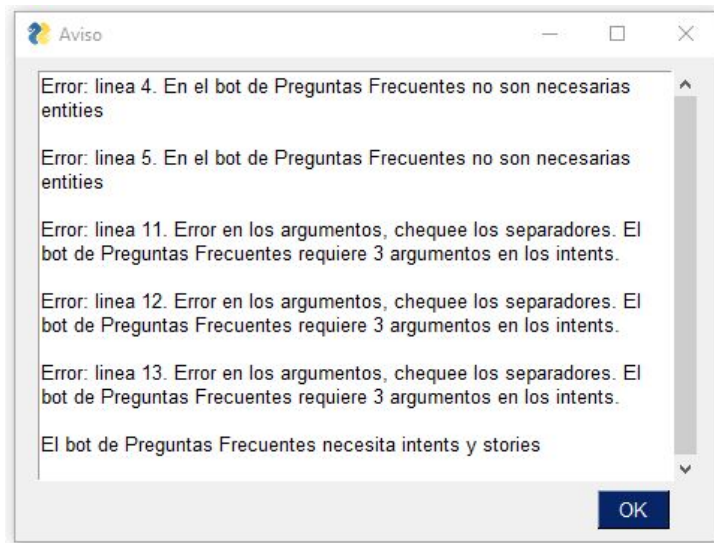 Aviso
Error: linea 4. En el bot de Preguntas Frecuentes no son necesarias
entities
Error: linea 5. En el bot de Preguntas Frecuentes no son necesarias
entities
Error: linea 11. Error en los argumentos, chequee los separadores. El
bot de Preguntas Frecuentes requiere 3 argumentos en los intents.
Error: linea 12. Error en los argumentos, chequee los separadores. El
bot de Preguntas Frecuentes requiere 3 argumentos en los intents.
Error: linea 13. Error en los argumentos, chequee los separadores. El
bot de Preguntas Frecuentes requiere 3 argumentos en los intents.
El bot de Preguntas Frecuentes necesita intents y stories
OK